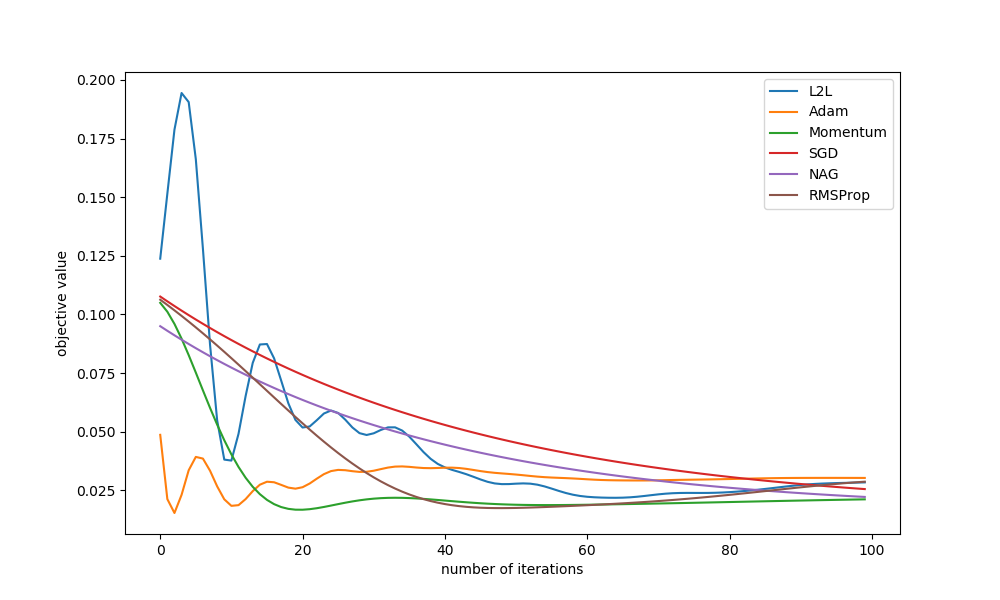 0.200
0.175
0.150
0.125
0.100
0.075
0.050
0.025
objective value
0 20 40 60 80 100
number of iterations
L2L
Adam
Momentum
SGD
NAG
RMSProp